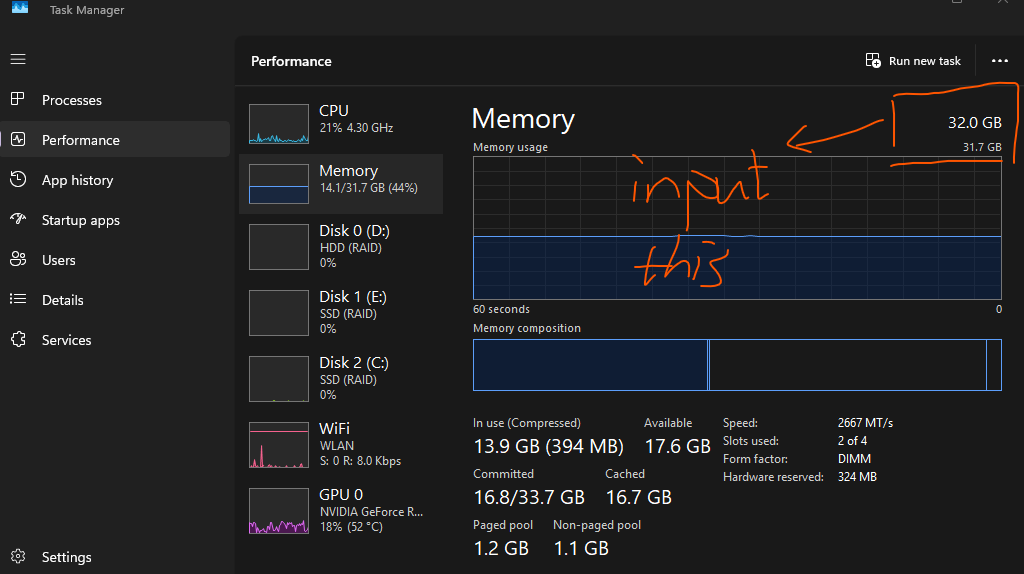 Task Manager
Performance
Run new task
Processes
Performance
App history
Startup apps
Users
Details
Services
Settings
CPU
21% 4.30 GHz
Memory
14.1/31.7 GB (44%)
Disk 0 (D:)
HDD (RAID)
0%
Disk 1 (E:)
SSD (RAID)
0%
Disk 2 (C:)
SSD (RAID)
0%
WiFi
WLAN
S: 0 R: 8.0 Kbps
GPU 0
NVIDIA GeForce R...
18% (52 °C)
Memory
32.0 GB
Memory usage
31.7 GB
input
this
60 seconds
0
Memory composition
In use (Compressed)
13.9 GB (394 MB)
Available
17.6 GB
Committed
16.8/33.7 GB
Cached
16.7 GB
Paged pool
1.2 GB
Non-paged pool
1.1 GB
Speed: 2667 MT/s
Slots used: 2 of 4
Form factor: DIMM
Hardware reserved: 324 MB